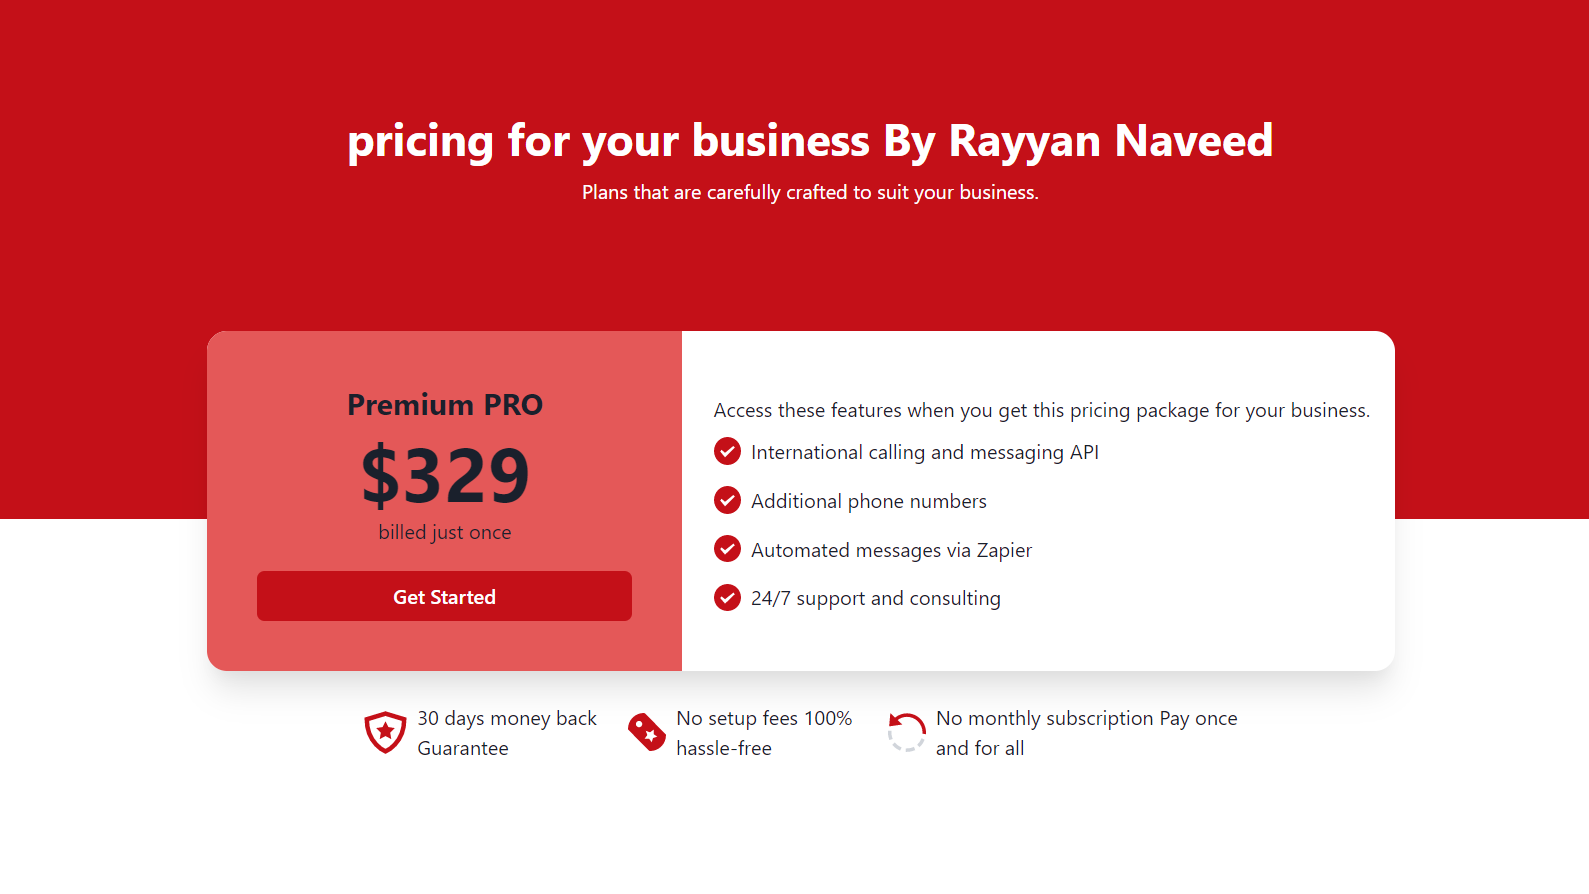 pricing for your business By Rayyan Naveed
Plans that are carefully crafted to suit your business.
Premium PRO
$329
billed just once
Get Started
Access these features when you get this pricing package for your business.
International calling and messaging API
Additional phone numbers
Automated messages via Zapier
24/7 support and consulting
30 days money back
Guarantee
No setup fees 100%
hassle-free
No monthly subscription Pay once
and for all